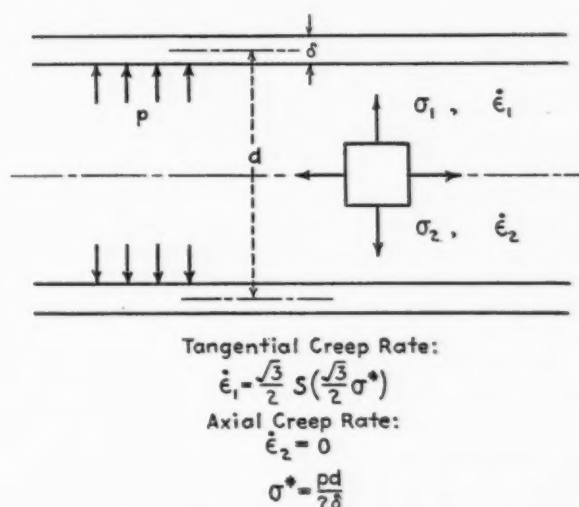 δ
p
d
σ₁ , ε̇₁
σ₂ , ε̇₂
Tangential Creep Rate:
ε̇₁ = √3/2 S(√3/2 σ*)
Axial Creep Rate:
ε̇₂ = 0
σ* = pd/2δ